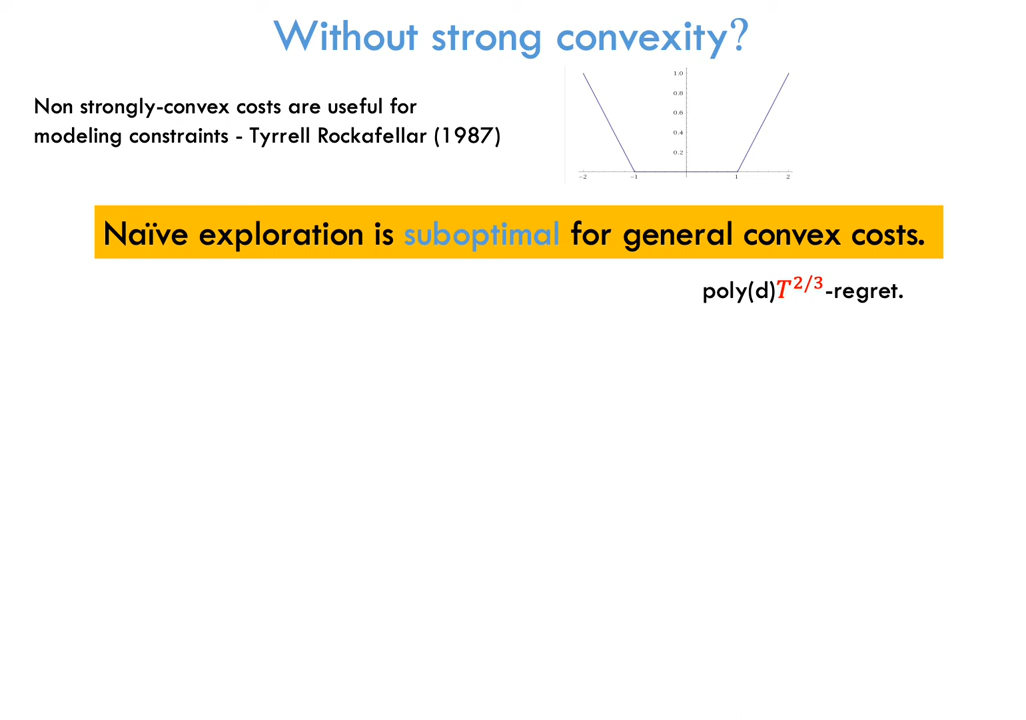 Without strong convexity?
Non strongly-convex costs are useful for
modeling constraints - Tyrrell Rockafellar (1987)
1.0
0.8
0.6
0.4
0.2
−2 −1 1 2
Naïve exploration is suboptimal for general convex costs.
poly(d)𝑇^{2/3}-regret.